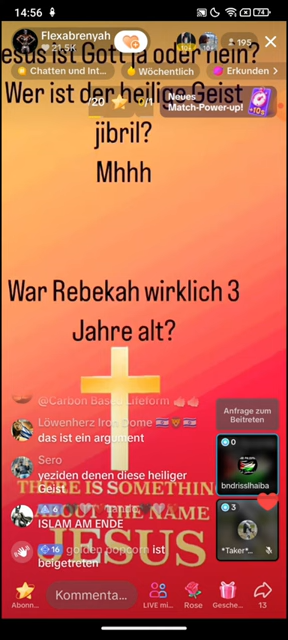 14:56
74
Flexabrenyah
21,5K
195
esus ist Gott ja oder nein?
Chatten und Int...
Wöchentlich
Erkunden >
Wer ist der heilige Geist
20
0/1
Neues
Match-Power-up!
jibril?
Mhhh
War Rebekah wirklich 3
Jahre alt?
@Carbon Based Lifeform
Löwenherz Iron Dome
das ist ein argument
Anfrage zum
Beitreten
Sero
yeziden denen diese heiliger
Geist
0
bndrisslhaiba
THERE IS SOMETHING
ABOUT THE NAME
JESUS
6
ISLAM AM ENDE
3
*Taker*...
16 golden popcorn ist
beigetreten
Abonn...
Kommenta...
LIVE mi...
Rose
Gesche...
13